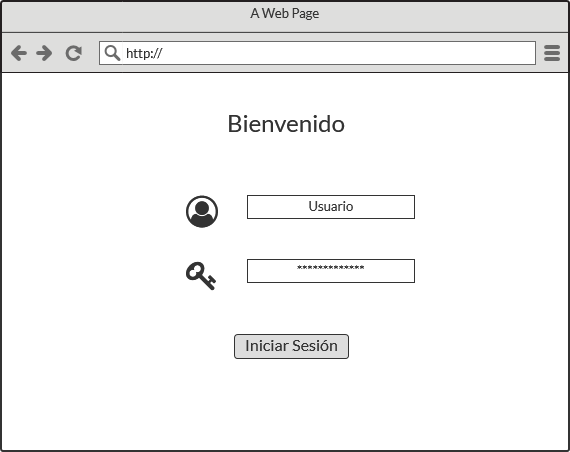 A Web Page
http://
Bienvenido
Usuario
*************
Iniciar Sesión